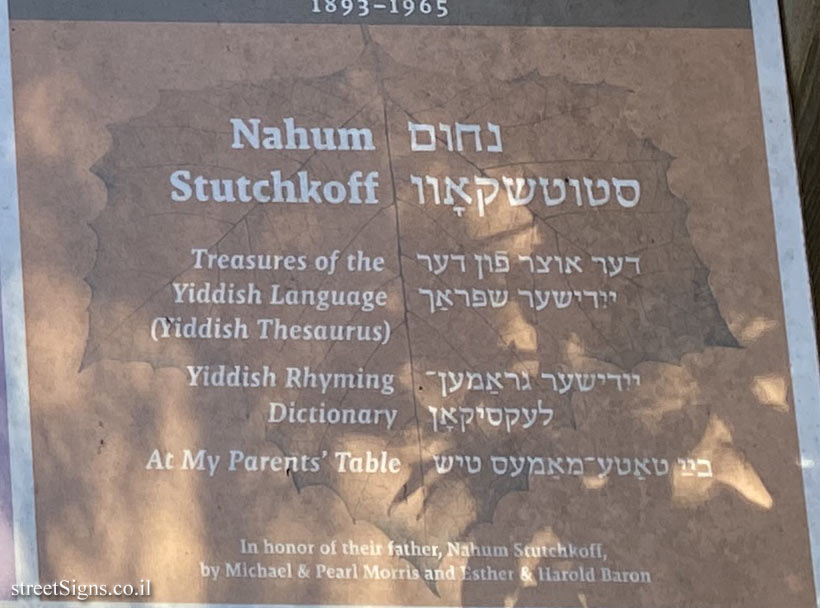 1893–1965
Nahum נחום
Stutchkoff סטוטשקאָוו
Treasures of the דער אוצר פֿון דער
Yiddish Language ייִדישער שפּראַך
(Yiddish Thesaurus)
Yiddish Rhyming ייִדישער גראַמען־
Dictionary לעקסיקאָן
At My Parents' Table בײַ טאַטע־מאַמעס טיש
In honor of their father, Nahum Stutchkoff,
by Michael & Pearl Morris and Esther & Harold Baron
streetSigns.co.il